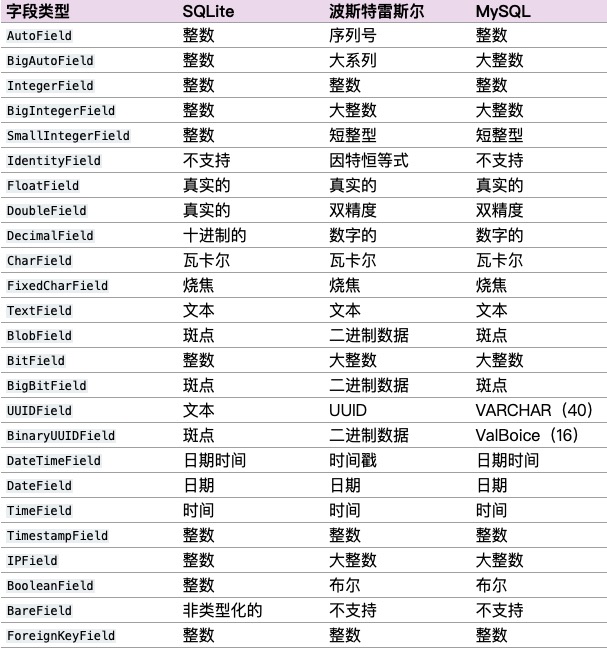 字段类型 SQLite 波斯特雷斯尔 MySQL
AutoField 整数 序列号 整数
BigAutoField 整数 大系列 大整数
IntegerField 整数 整数 整数
BigIntegerField 整数 大整数 大整数
SmallIntegerField 整数 短整型 短整型
IdentityField 不支持 因特恒等式 不支持
FloatField 真实的 真实的 真实的
DoubleField 真实的 双精度 双精度
DecimalField 十进制的 数字的 数字的
CharField 瓦卡尔 瓦卡尔 瓦卡尔
FixedCharField 烧焦 烧焦 烧焦
TextField 文本 文本 文本
BlobField 斑点 二进制数据 斑点
BitField 整数 大整数 大整数
BigBitField 斑点 二进制数据 斑点
UUIDField 文本 UUID VARCHAR（40）
BinaryUUIDField 斑点 二进制数据 ValBoice（16）
DateTimeField 日期时间 时间戳 日期时间
DateField 日期 日期 日期
TimeField 时间 时间 时间
TimestampField 整数 整数 整数
IPField 整数 大整数 大整数
BooleanField 整数 布尔 布尔
BareField 非类型化的 不支持 不支持
ForeignKeyField 整数 整数 整数